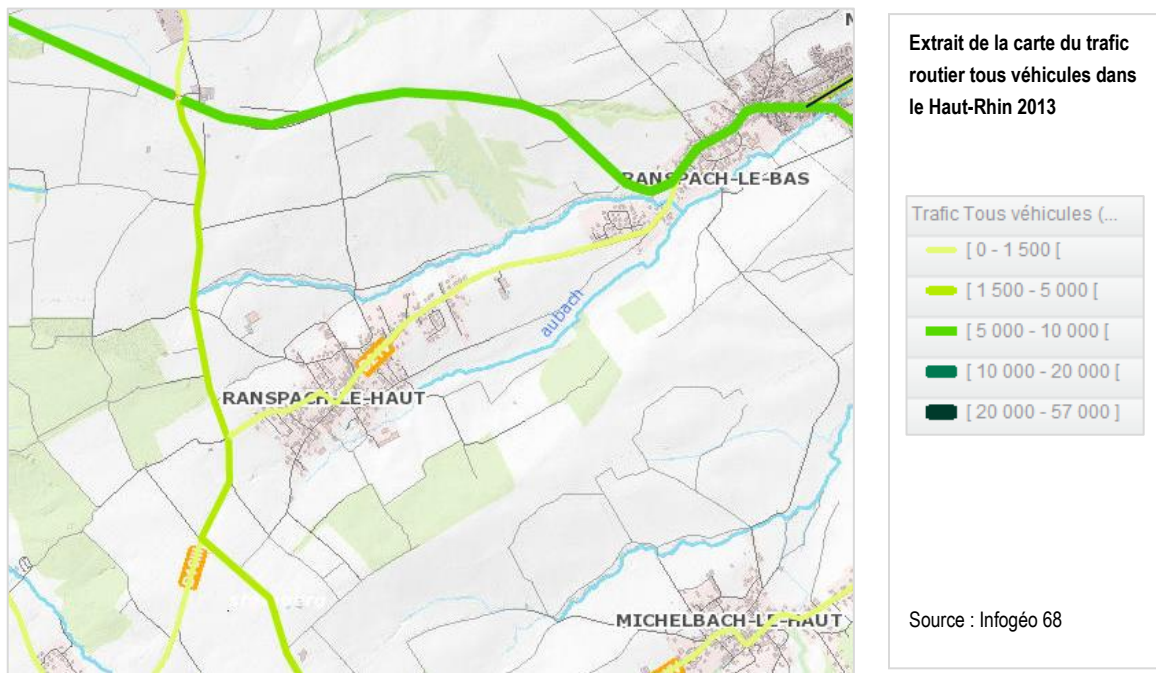 RANSPACH-LE-BAS
aubach
RANSPACH-LE-HAUT
MICHELBACH-LE-HAUT
Extrait de la carte du trafic
routier tous véhicules dans
le Haut-Rhin 2013
Trafic Tous véhicules (...
[ 0 - 1 500 [
[ 1 500 - 5 000 [
[ 5 000 - 10 000 [
[ 10 000 - 20 000 [
[ 20 000 - 57 000 ]
Source : Infogéo 68